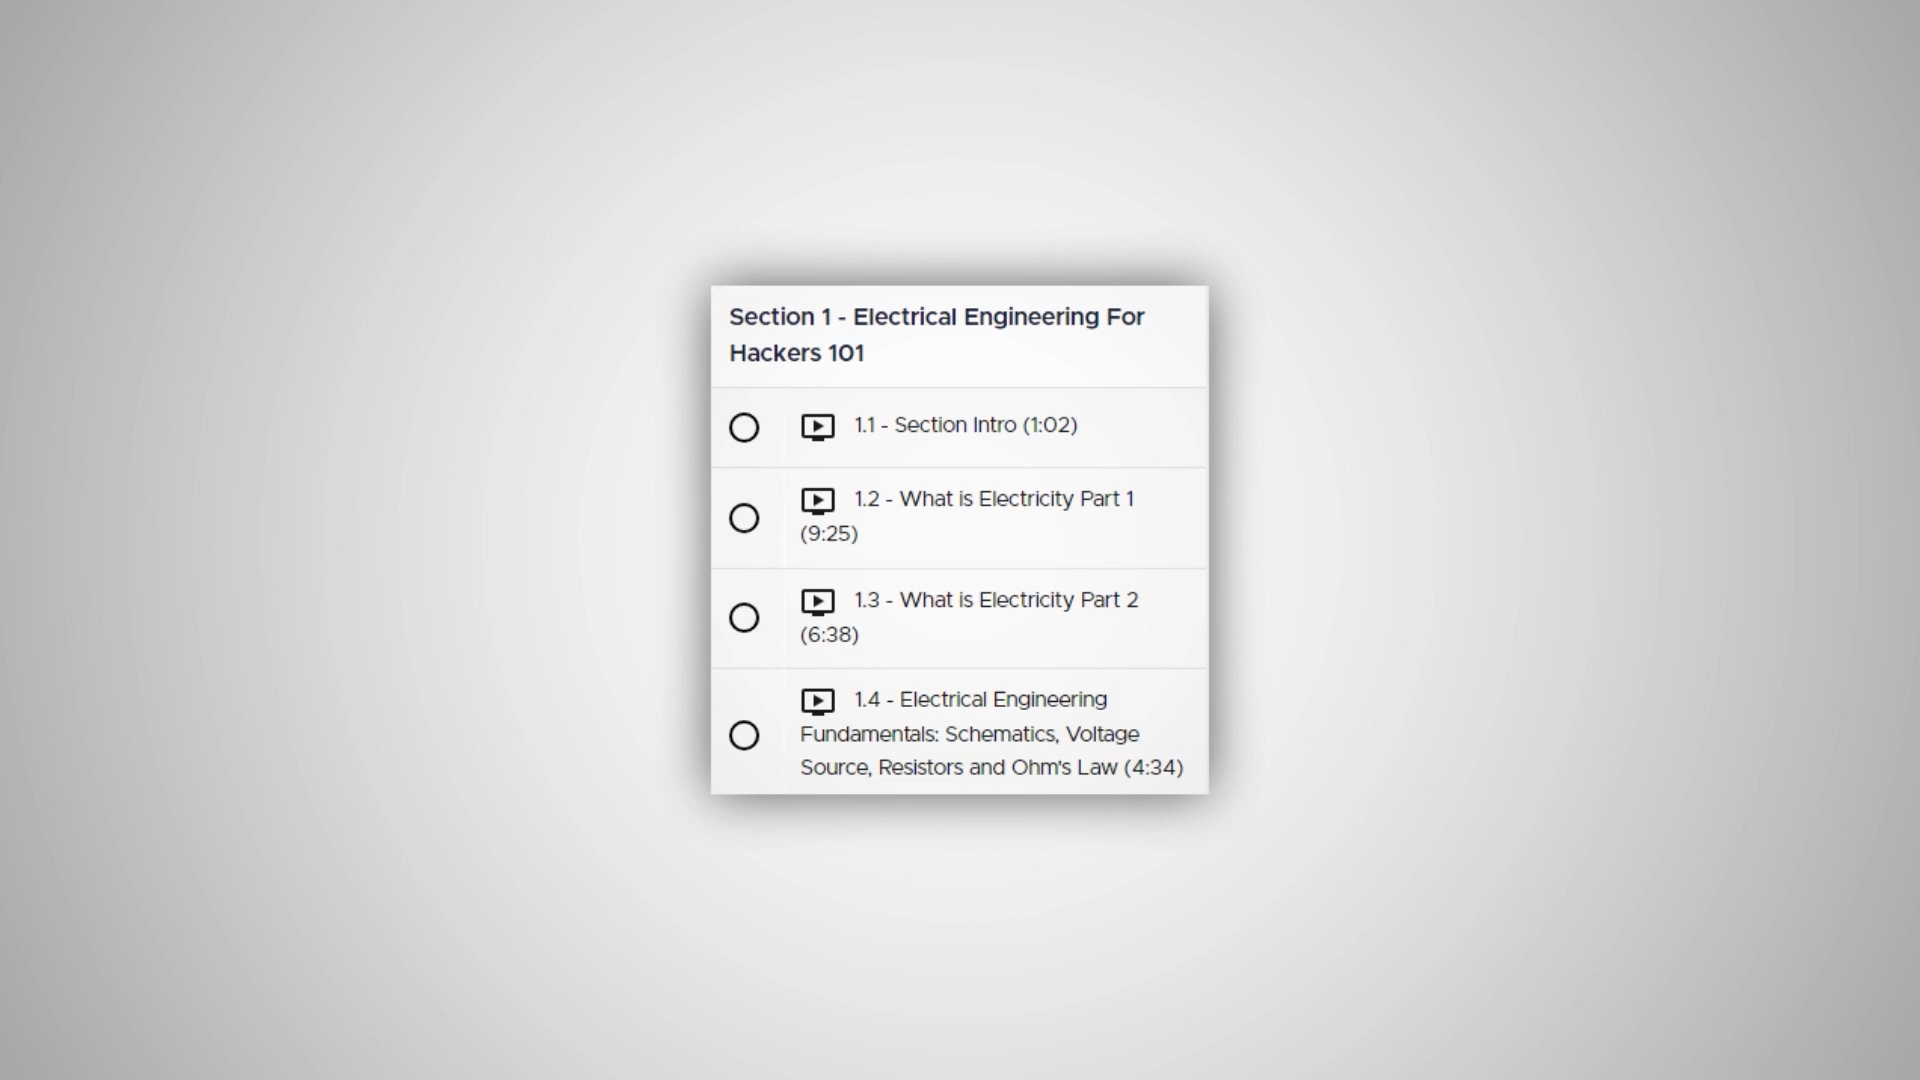 Section 1 - Electrical Engineering For
Hackers 101
1.1 - Section Intro (1:02)
1.2 - What is Electricity Part 1
(9:25)
1.3 - What is Electricity Part 2
(6:38)
1.4 - Electrical Engineering
Fundamentals: Schematics, Voltage
Source, Resistors and Ohm's Law (4:34)